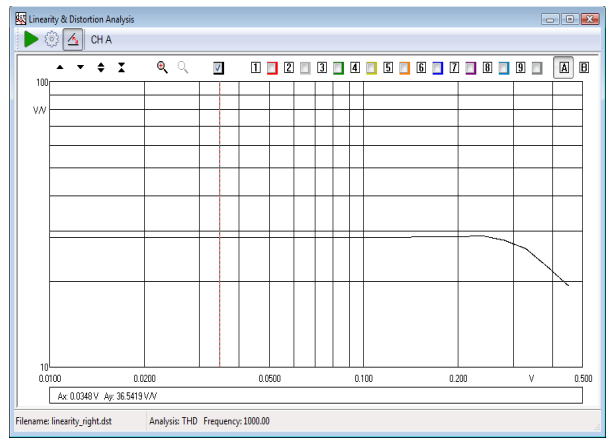 Linearity & Distortion Analysis
CH A
1 2 3 4 5 6 7 8 9 A B
100
V/V
10
0.0100 0.0200 0.0500 0.100 0.200 V 0.500
Ax: 0.0348 V Ay: 36.5419 V/V
Filename: linearity_right.dst Analysis: THD Frequency: 1000.00